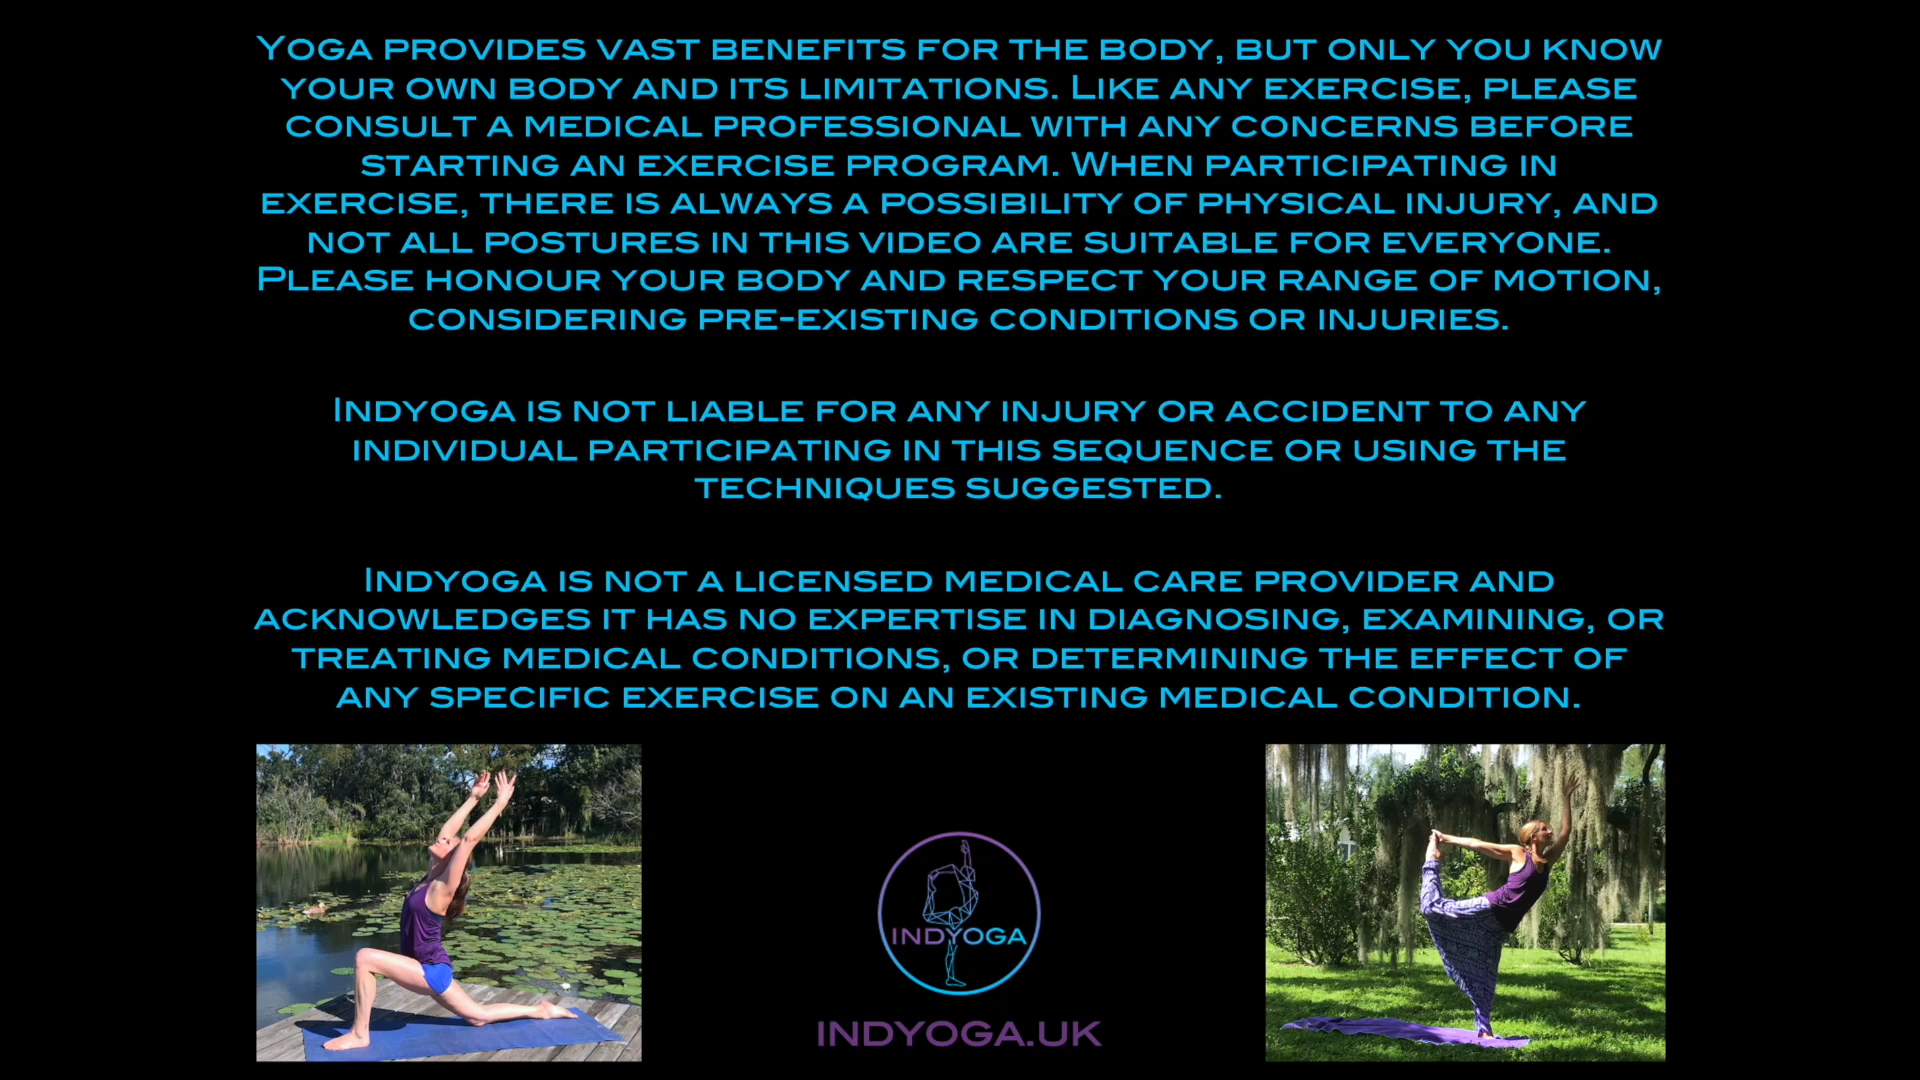 Yoga provides vast benefits for the body, but only you know
your own body and its limitations. Like any exercise, please
consult a medical professional with any concerns before
starting an exercise program. When participating in
exercise, there is always a possibility of physical injury, and
not all postures in this video are suitable for everyone.
Please honour your body and respect your range of motion,
considering pre-existing conditions or injuries.
Indyoga is not liable for any injury or accident to any
individual participating in this sequence or using the
techniques suggested.
Indyoga is not a licensed medical care provider and
acknowledges it has no expertise in diagnosing, examining, or
treating medical conditions, or determining the effect of
any specific exercise on an existing medical condition.
INDYOGA
INDYOGA.UK